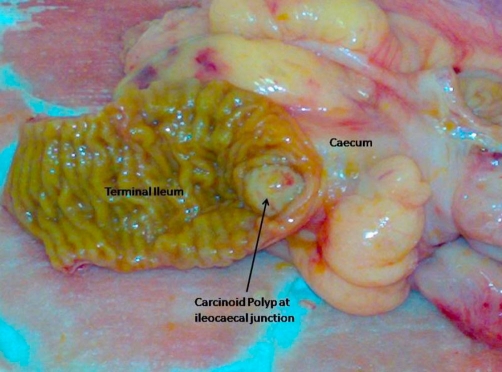 Caecum
Terminal Ileum
Carcinoid Polyp at
ileocaecal junction